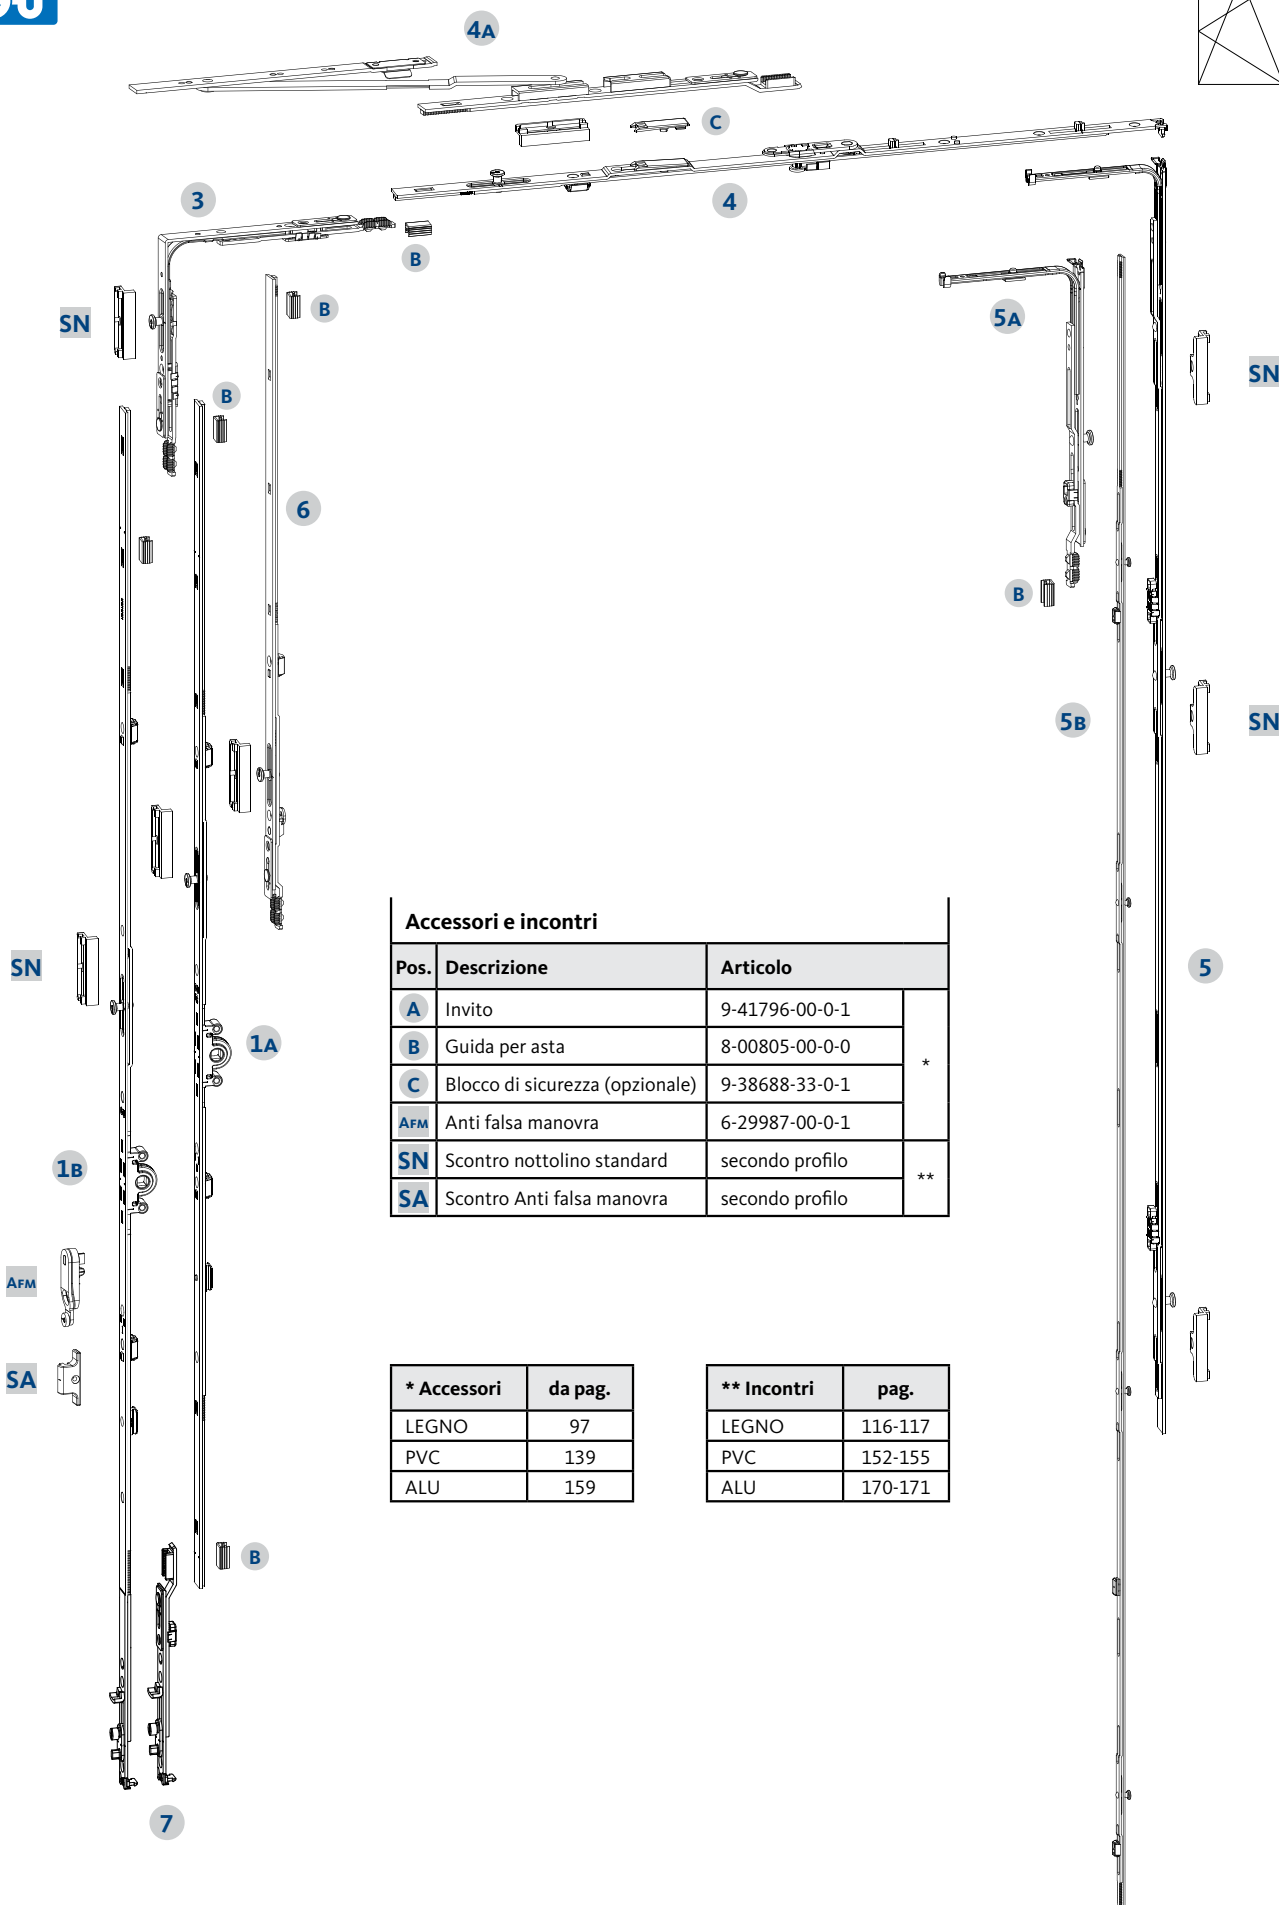 4A
C
3
4
B
B
5A
SN
SN
B
6
B
5B
SN
Accessori e incontri
Pos. Descrizione Articolo
SN
5
A Invito 9-41796-00-0-1
B Guida per asta 8-00805-00-0-0
*
1A
C Blocco di sicurezza (opzionale) 9-38688-33-0-1
AFM Anti falsa manovra 6-29987-00-0-1
1B
SN Scontro nottolino standard secondo profilo
**
SA Scontro Anti falsa manovra secondo profilo
AFM
SA
* Accessori da pag.
LEGNO 97
PVC 139
ALU 159
** Incontri pag.
LEGNO 116-117
PVC 152-155
ALU 170-171
B
7